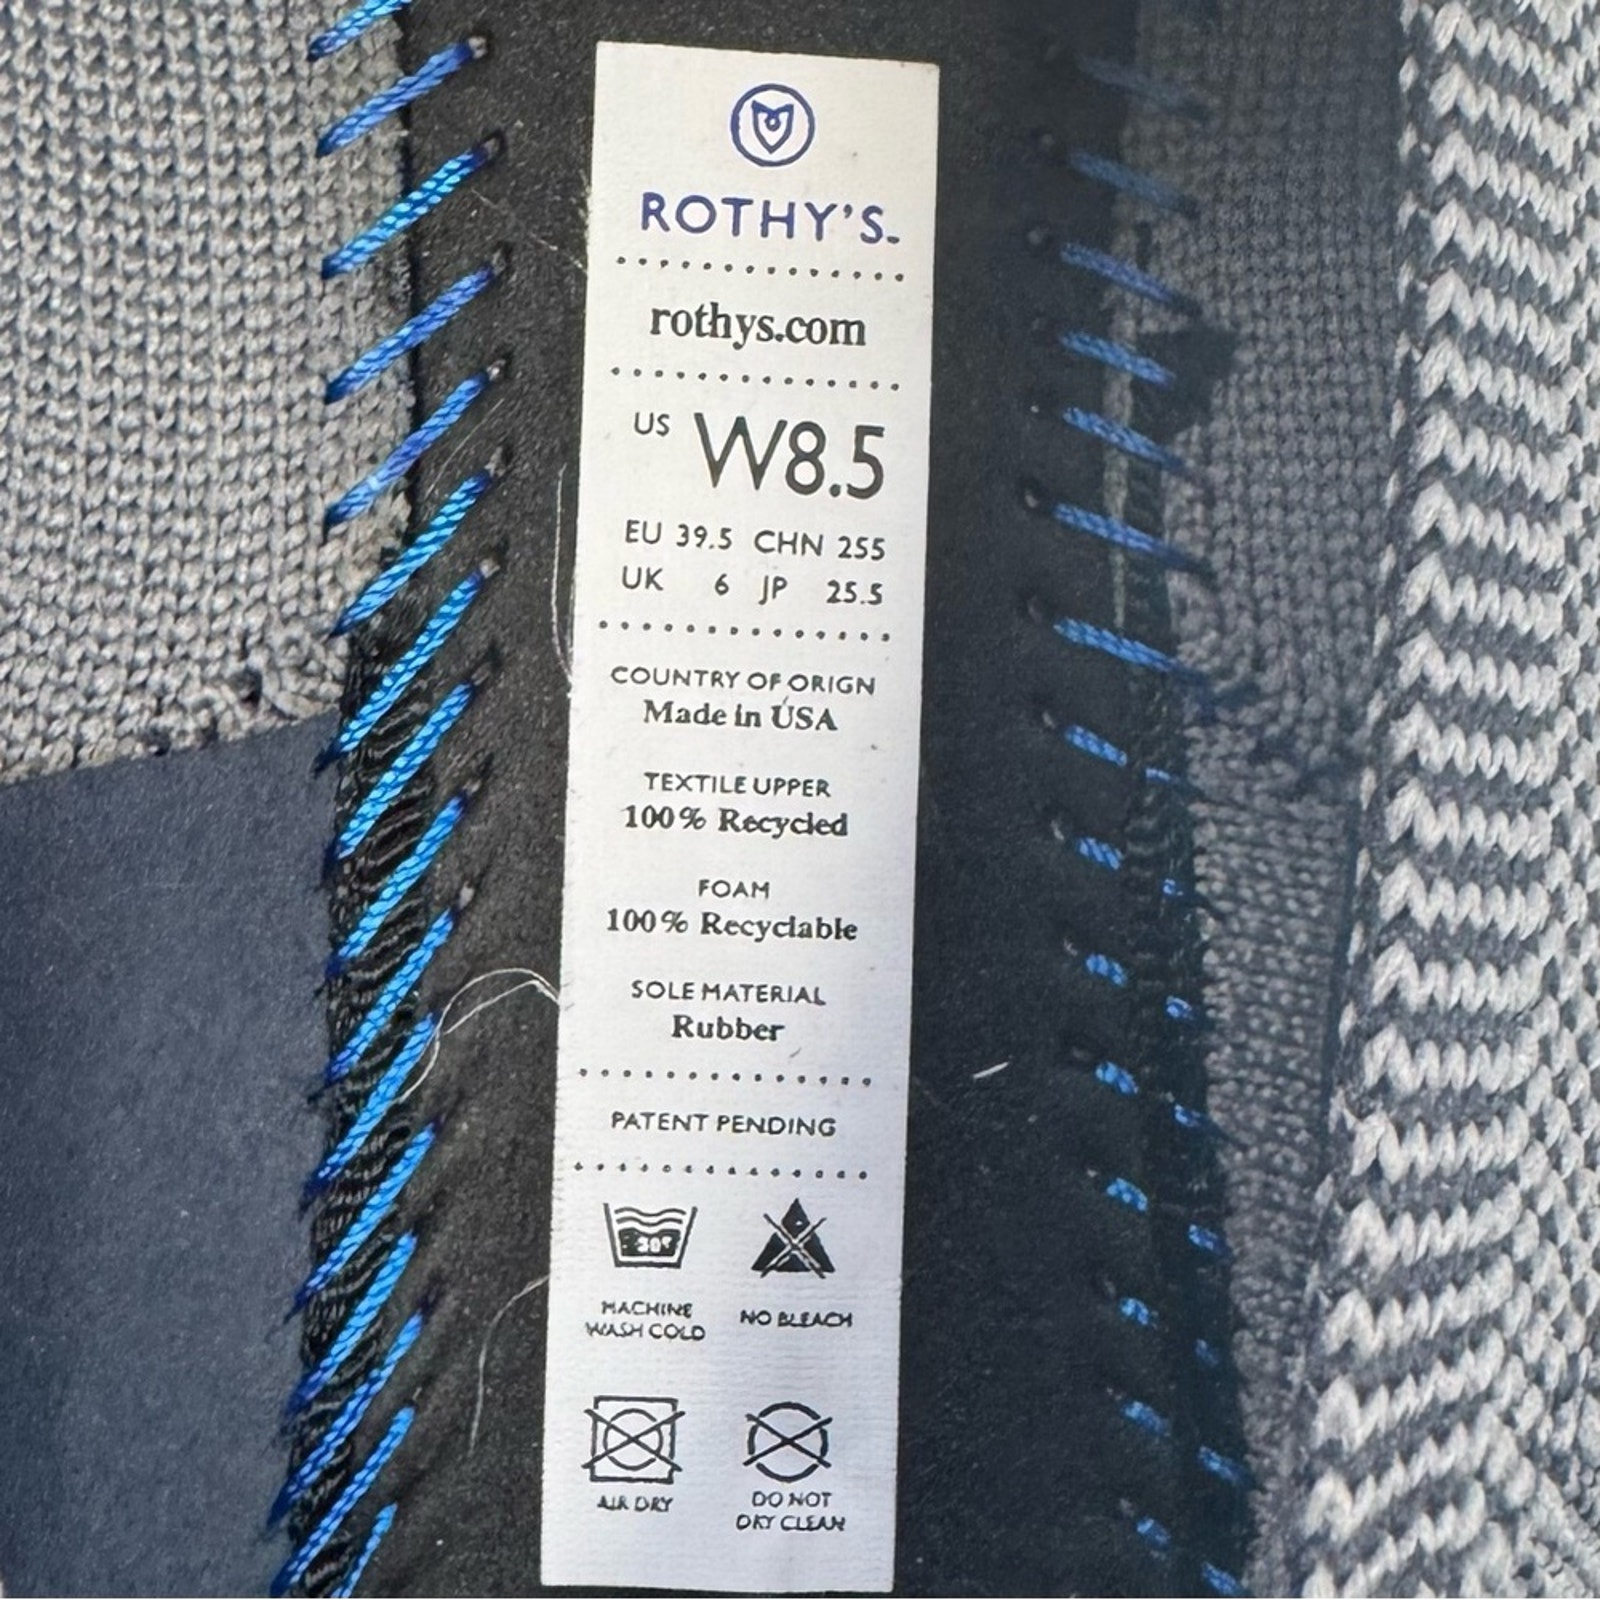 ROTHY'S
rothys.com
US W8.5
EU 39.5 CHN 255
UK 6 JP 25.5
COUNTRY OF ORIGN
Made in USA
TEXTILE UPPER
100% Recycled
FOAM
100% Recyclable
SOLE MATERIAL
Rubber
PATENT PENDING
30°
MACHINE
WASH COLD
NO BLEACH
AIR DRY
DO NOT
DRY CLEAN